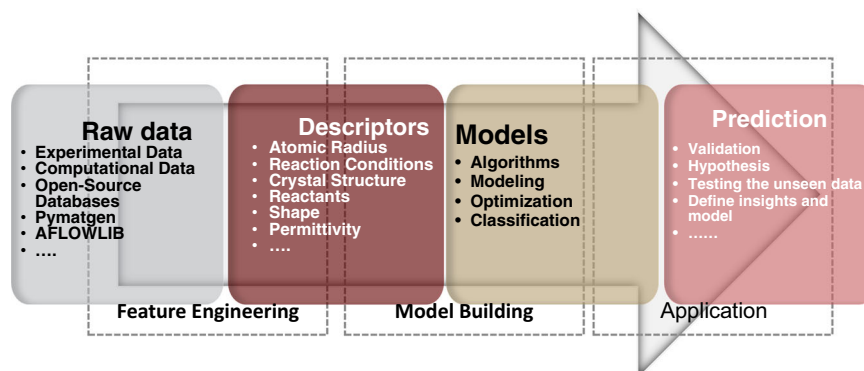 Raw data
• Experimental Data
• Computational Data
• Open-Source
Databases
• Pymatgen
• AFLOWLIB
• ....
Descriptors
• Atomic Radius
• Reaction Conditions
• Crystal Structure
• Reactants
• Shape
• Permittivity
• ....
Models
• Algorithms
• Modeling
• Optimization
• Classification
Prediction
• Validation
• Hypothesis
• Testing the unseen data
• Define insights and
model
• ......
Feature Engineering
Model Building
Application